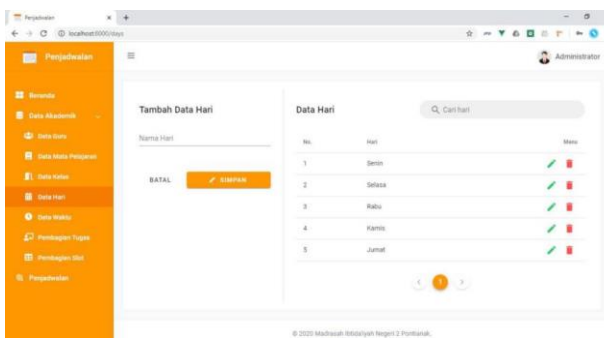 Penjadwalan
localhost:8000/days
Penjadwalan
Administrator
Beranda
Data Akademik
Data Guru
Data Mata Pelajaran
Data Kelas
Data Hari
Data Waktu
Pembagian Tugas
Pembagian Slot
Penjadwalan
Tambah Data Hari
Nama Hari
BATAL
SIMPAN
Data Hari
Cari hari
No. Hari Menu
1 Senin
2 Selasa
3 Rabu
4 Kamis
5 Jumat
1
© 2020 Madrasah Ibtidaiyah Negeri 2 Pontianak.